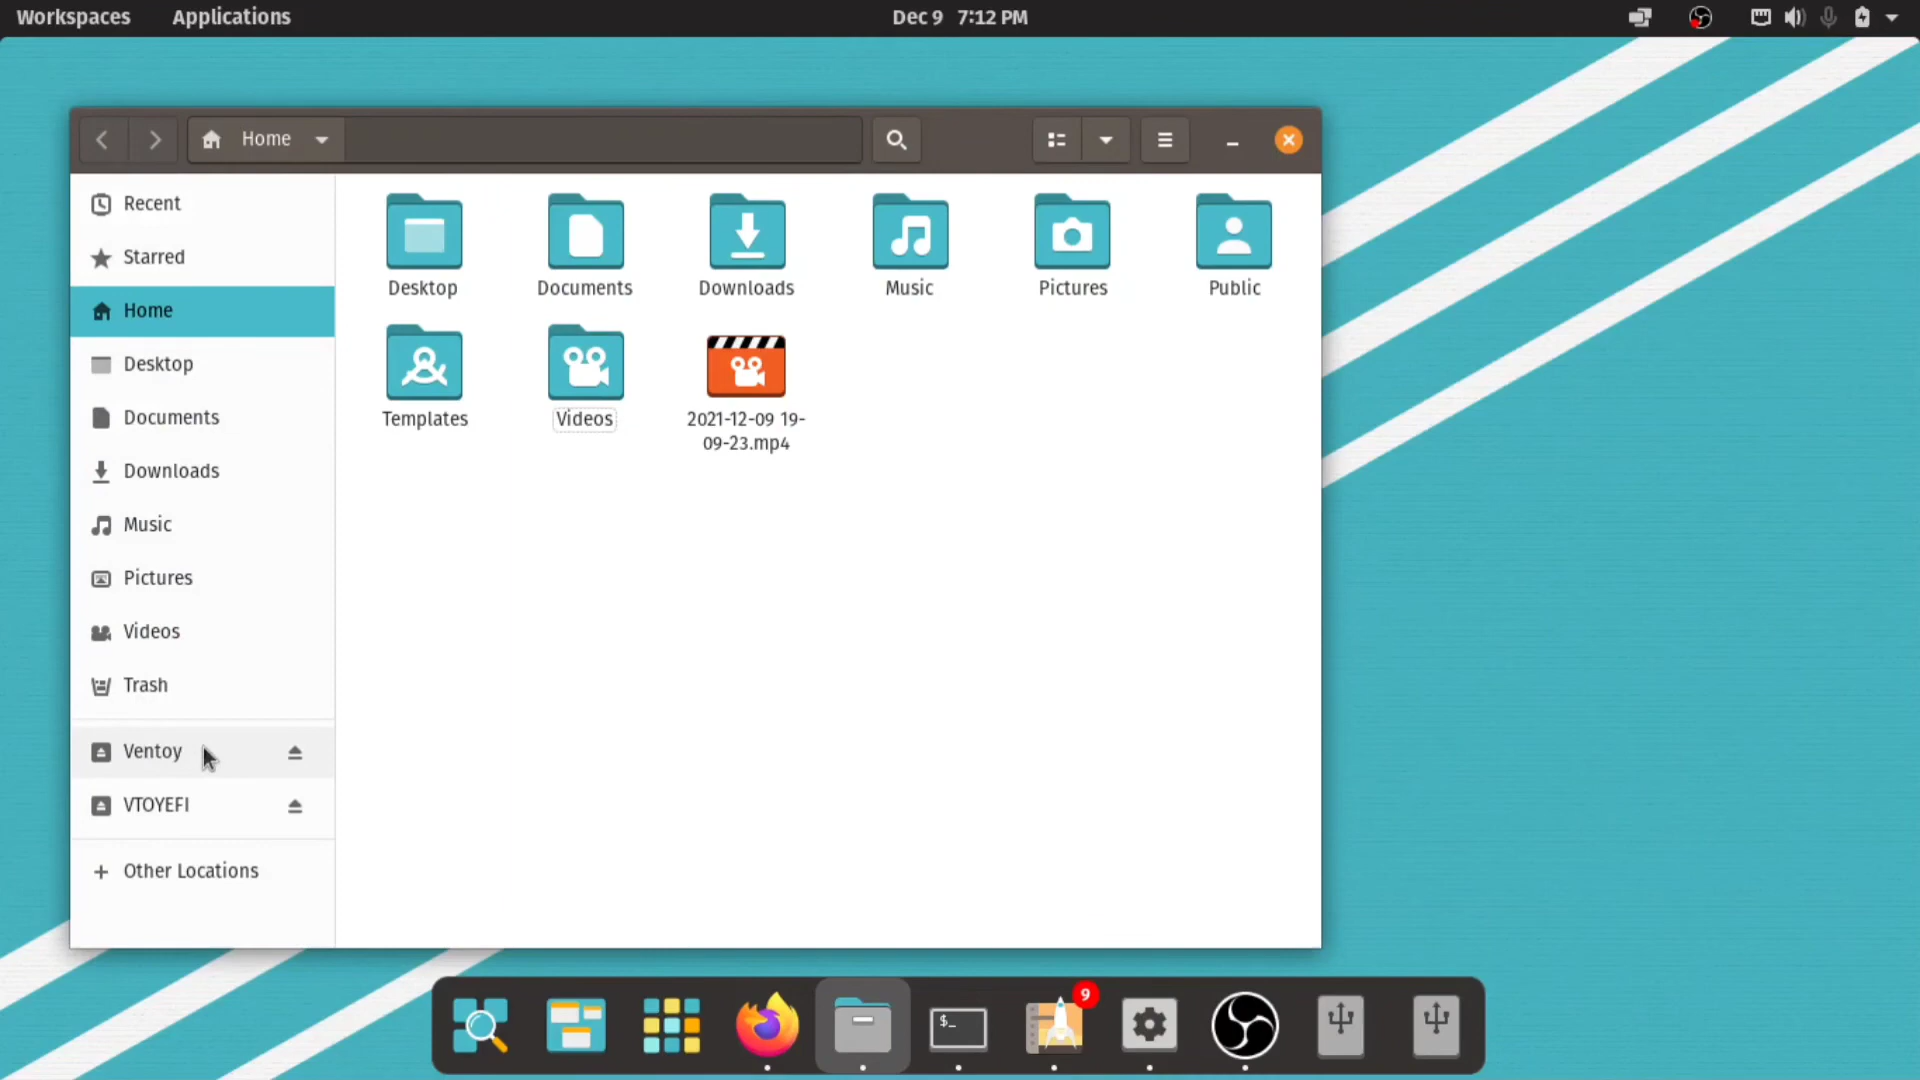 Workspaces Applications Dec 9 7:12 PM
Home
Recent
Starred
Home
Desktop
Documents
Downloads
Music
Pictures
Videos
Trash
Ventoy
VTOYEFI
Other Locations
Desktop Documents Downloads Music Pictures Public
Templates Videos 2021-12-09 19-
09-23.mp4
$_
9